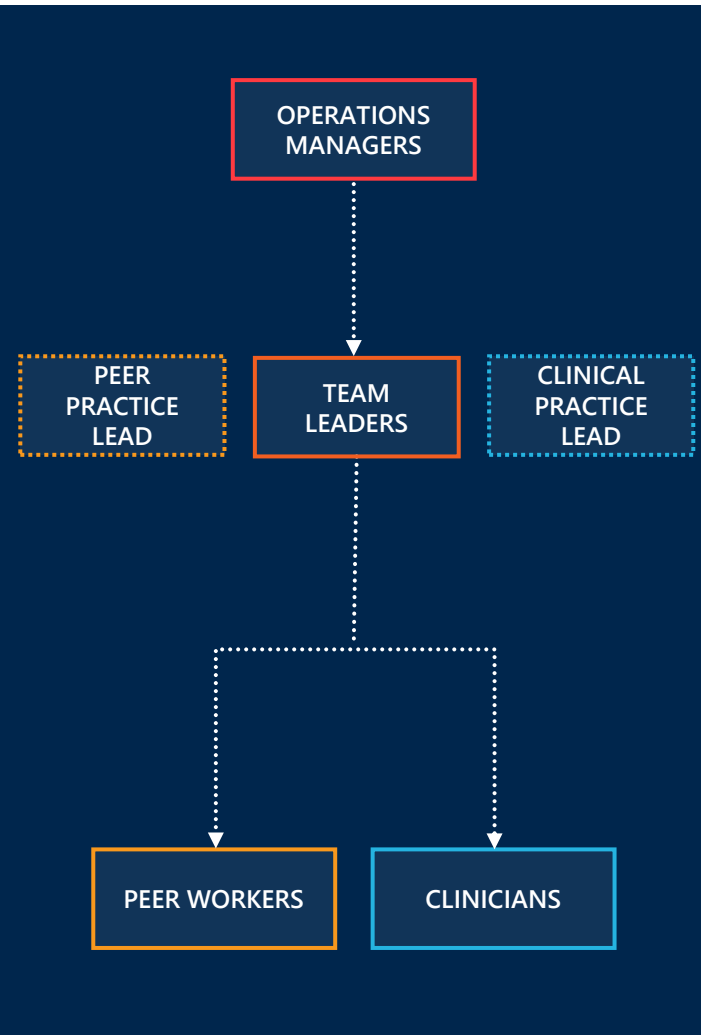 OPERATIONS
MANAGERS
PEER
PRACTICE
LEAD
TEAM
LEADERS
CLINICAL
PRACTICE
LEAD
PEER WORKERS
CLINICIANS